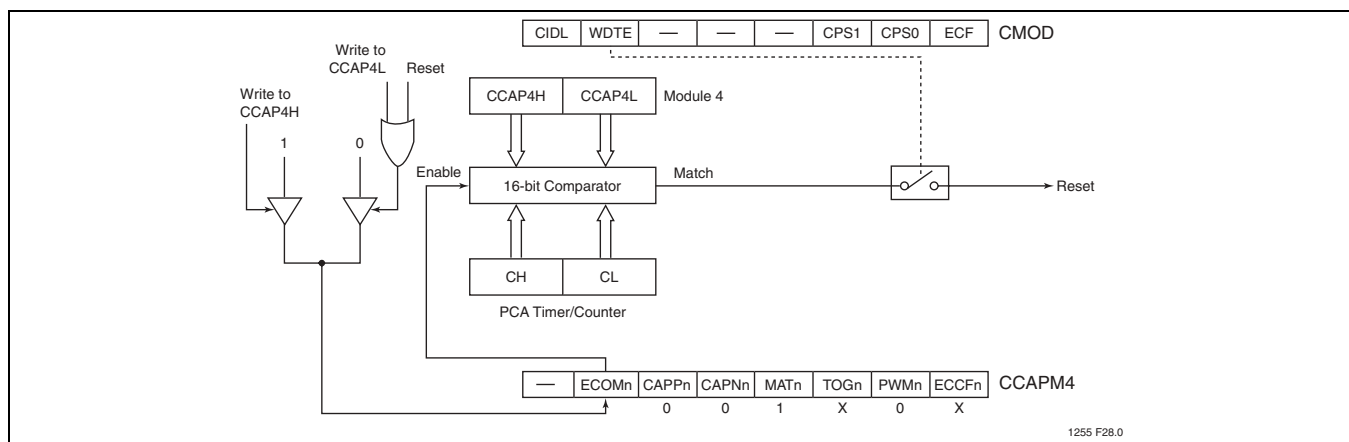 CIDL WDTE — — — CPS1 CPS0 ECF CMOD
Write to
CCAP4L Reset
Write to
CCAP4H
CCAP4H CCAP4L Module 4
1 0
Enable 16-bit Comparator Match Reset
CH CL
PCA Timer/Counter
— ECOMn CAPPn CAPNn MATn TOGn PWMn ECCFn CCAPM4
0 0 1 X 0 X
1255 F28.0